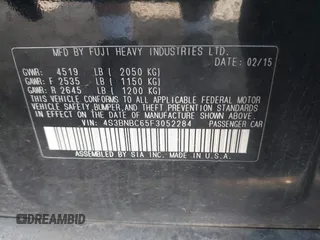 MFD BY FUJI HEAVY INDUSTRIES LTD.
DATE: 02/15
GVWR: 4519 LB ( 2050 KG)
GAWR: F 2535 LB ( 1150 KG)
GAWR: R 2645 LB ( 1200 KG)
THIS VEHICLE CONFORMS TO ALL APPLICABLE
FEDERAL MOTOR VEHICLE SAFETY, BUMPER, AND
THEFT PREVENTION STANDARDS
IN EFFECT ON THE DATE OF MANUFACTURE SHOWN ABOVE.
VIN: 4S3BNBC65F3052284 PASSENGER CAR
ASSEMBLED BY SIA INC. MADE IN U.S.A.
DREAMBID